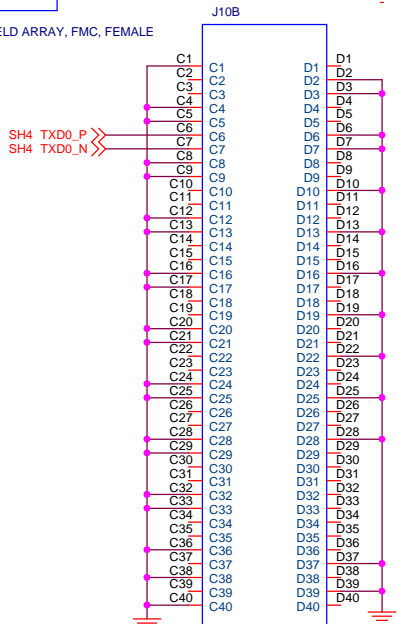 J10B
ELD ARRAY, FMC, FEMALE
C1 C1 D1 D1
C2 C2 D2 D2
C3 C3 D3 D3
C4 C4 D4 D4
C5 C5 D5 D5
SH4 TXD0_P C6 C6 D6 D6
SH4 TXD0_N C7 C7 D7 D7
C8 C8 D8 D8
C9 C9 D9 D9
C10 C10 D10 D10
C11 C11 D11 D11
C12 C12 D12 D12
C13 C13 D13 D13
C14 C14 D14 D14
C15 C15 D15 D15
C16 C16 D16 D16
C17 C17 D17 D17
C18 C18 D18 D18
C19 C19 D19 D19
C20 C20 D20 D20
C21 C21 D21 D21
C22 C22 D22 D22
C23 C23 D23 D23
C24 C24 D24 D24
C25 C25 D25 D25
C26 C26 D26 D26
C27 C27 D27 D27
C28 C28 D28 D28
C29 C29 D29 D29
C30 C30 D30 D30
C31 C31 D31 D31
C32 C32 D32 D32
C33 C33 D33 D33
C34 C34 D34 D34
C35 C35 D35 D35
C36 C36 D36 D36
C37 C37 D37 D37
C38 C38 D38 D38
C39 C39 D39 D39
C40 C40 D40 D40